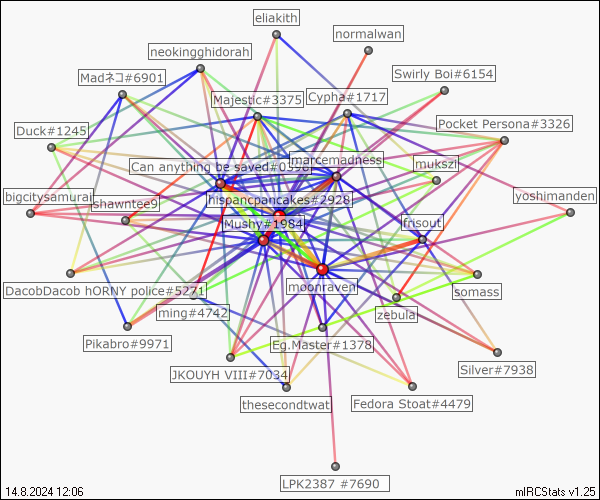 eliakith
normalwan
neokingghidorah
Madネコ#6901
Swirly Boi#6154
Majestic#3375
Cypha#1717
Duck#1245
Pocket Persona#3326
Can anything be saved#0396
marcemadness
mukszi
bigcitysamurai
shawntee9
hispancpancakes#2928
yoshmanden
Mushy#1984
frisout
DacobDacob hORNY police#5271
moonraven
somass
ming#4742
zebula
Pikabro#9971
Eg.Master#1378
Silver#7938
JKOUYH VIII#7034
thesecondtwat
Fedora Stoat#4479
LPK2387 #7690
14.8.2024 12:06
mIRCStats v1.25